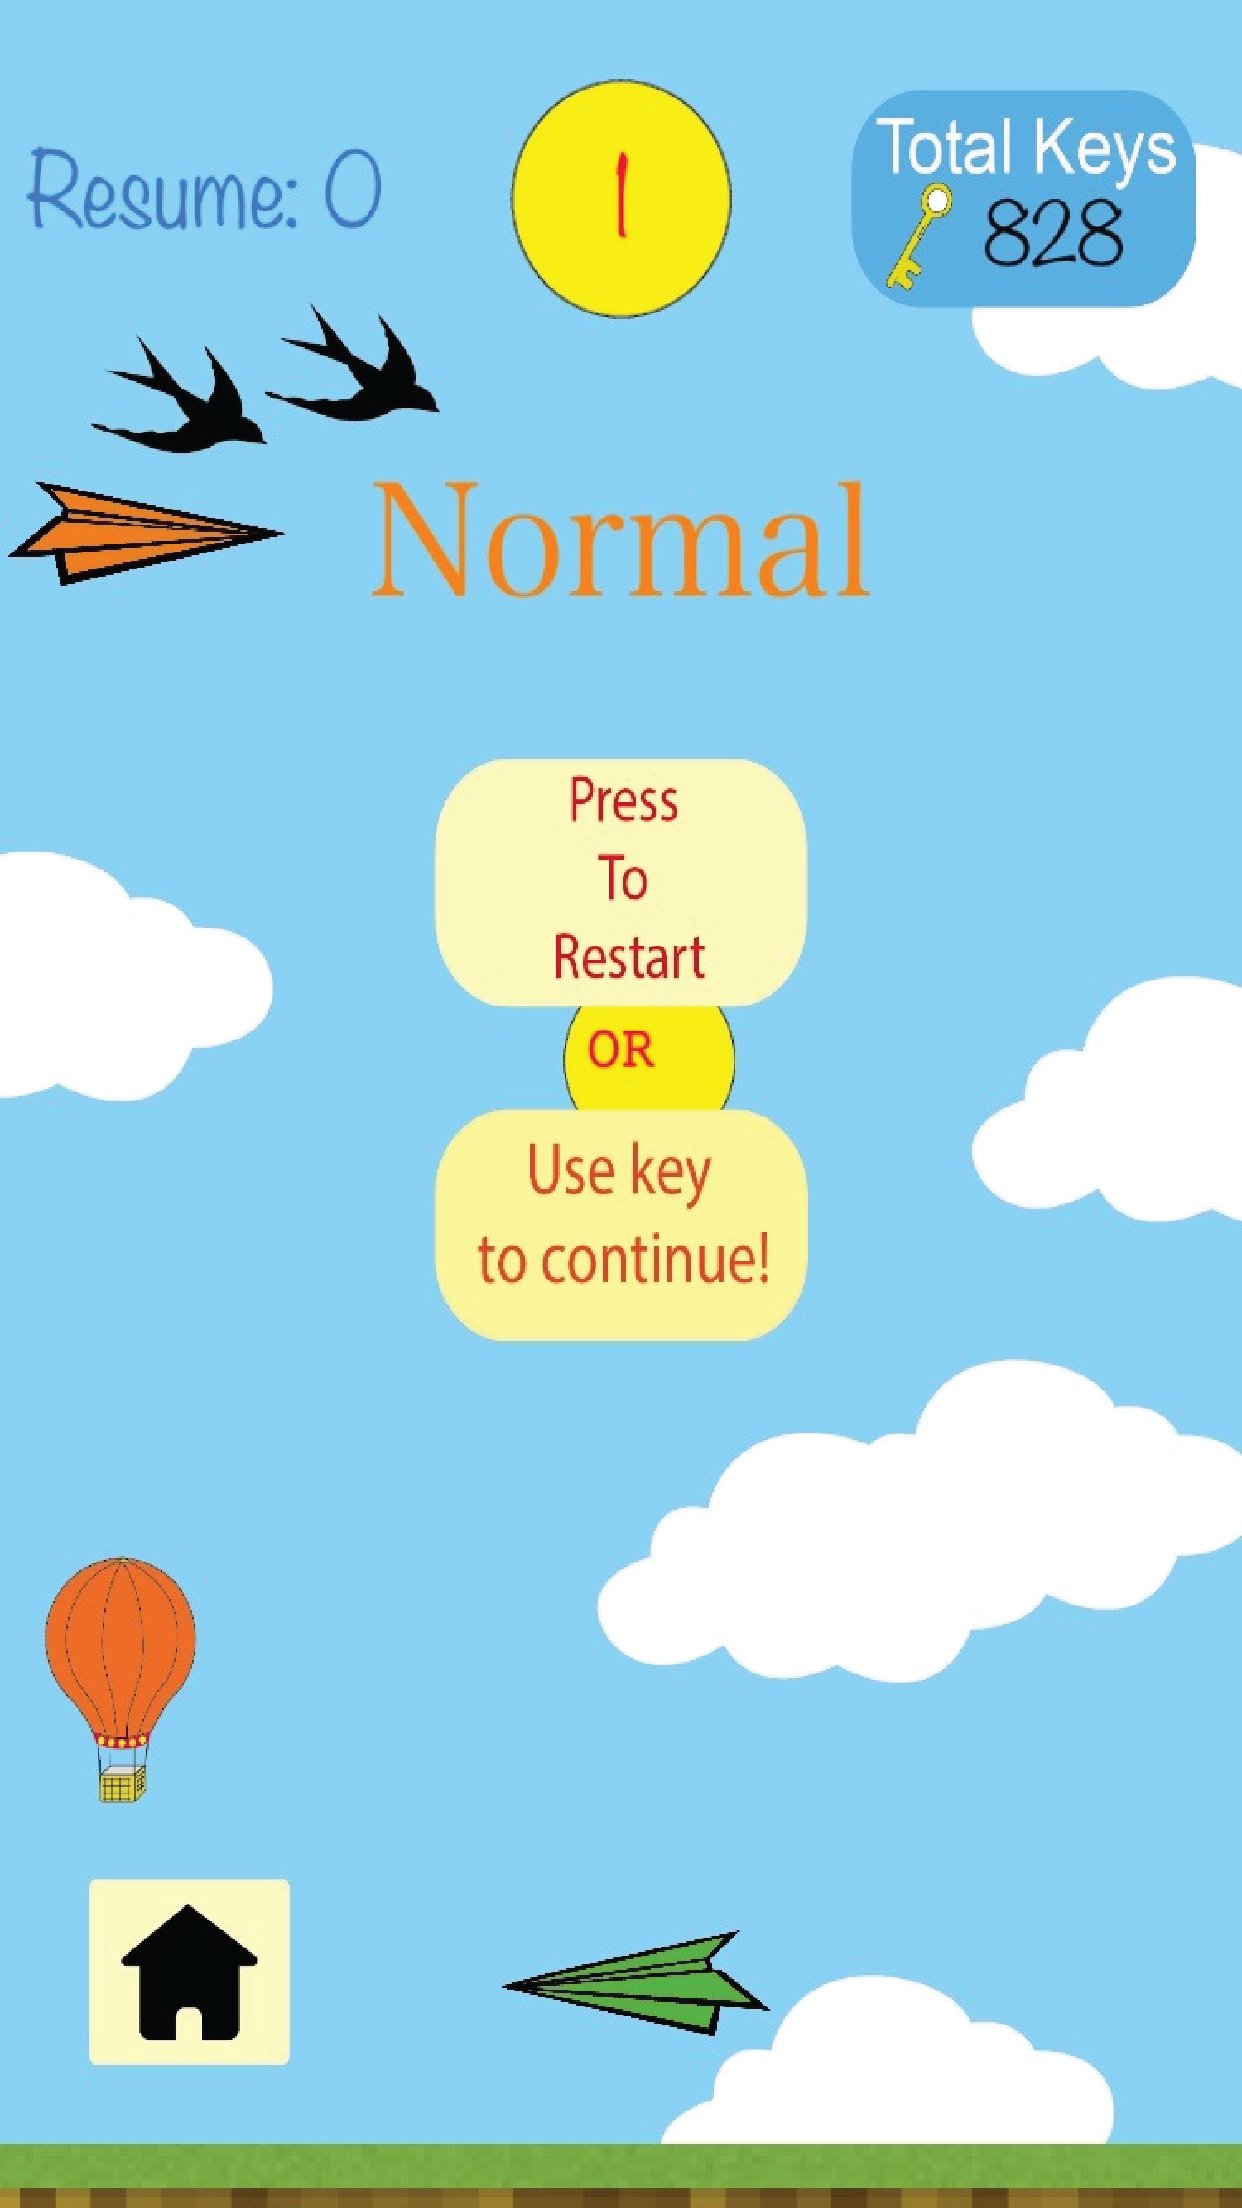 Resume: 0
1
Total Keys
828
Normal
Press
To
Restart
OR
Use key
to continue!